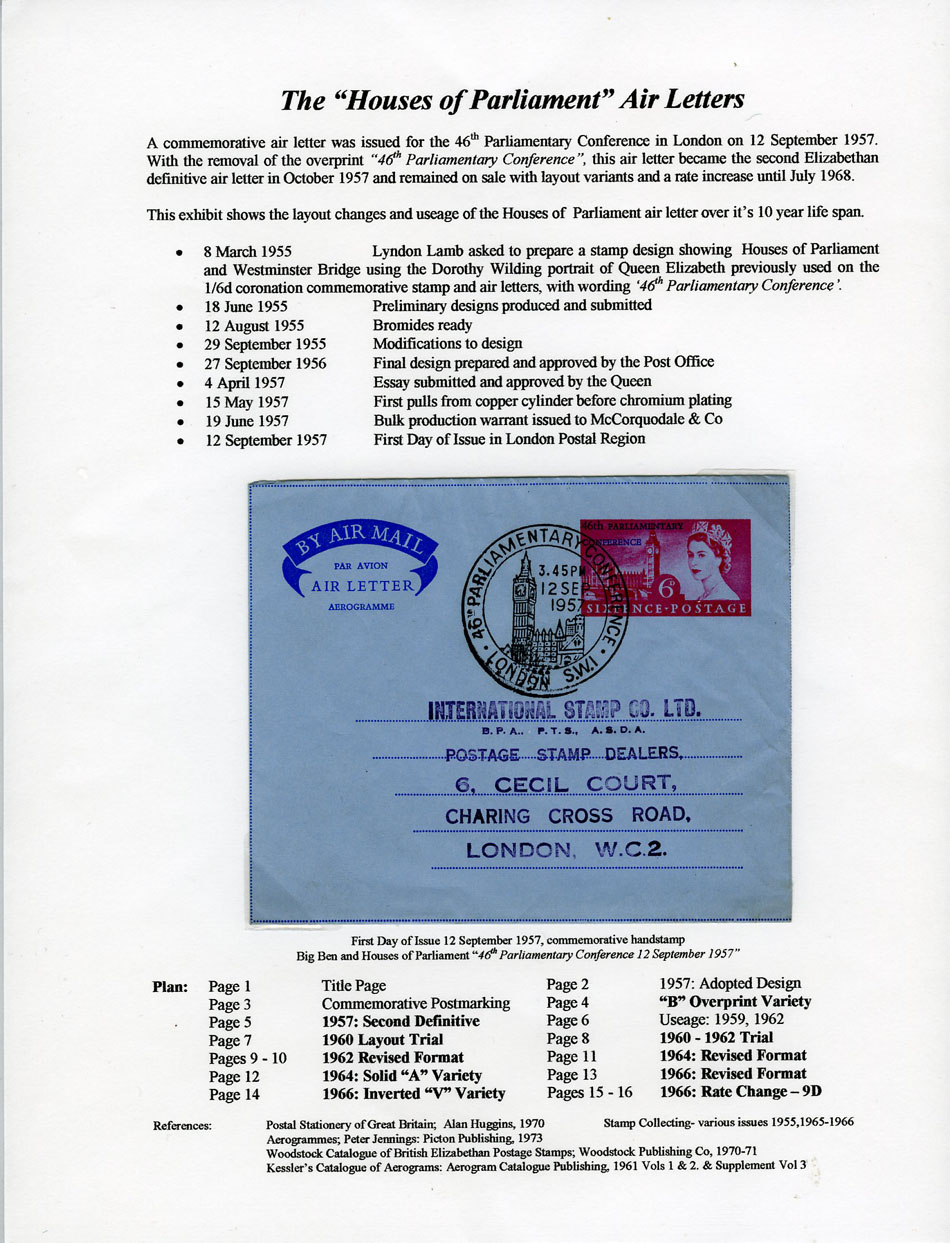 The “Houses of Parliament” Air Letters
A commemorative air letter was issued for the 46th Parliamentary Conference in London on 12 September 1957.
With the removal of the overprint “46th Parliamentary Conference”, this air letter became the second Elizabethan
definitive air letter in October 1957 and remained on sale with layout variants and a rate increase until July 1968.
This exhibit shows the layout changes and useage of the Houses of Parliament air letter over it’s 10 year life span.
• 8 March 1955 Lyndon Lamb asked to prepare a stamp design showing Houses of Parliament
and Westminster Bridge using the Dorothy Wilding portrait of Queen Elizabeth previously used on the
1/6d coronation commemorative stamp and air letters, with wording ‘46th Parliamentary Conference’.
• 18 June 1955 Preliminary designs produced and submitted
• 12 August 1955 Bromides ready
• 29 September 1955 Modifications to design
• 27 September 1956 Final design prepared and approved by the Post Office
• 4 April 1957 Essay submitted and approved by the Queen
• 15 May 1957 First pulls from copper cylinder before chromium plating
• 19 June 1957 Bulk production warrant issued to McCorquodale & Co
• 12 September 1957 First Day of Issue in London Postal Region
BY AIR MAIL
PAR AVION
AIR LETTER
AEROGRAMME
46TH PARLIAMENTARY CONFERENCE
3.45PM
12 SEP
1957
LONDON S.W.1
46th PARLIAMENTARY
CONFERENCE
6D
SIXPENCE·POSTAGE
INTERNATIONAL STAMP CO. LTD.
B.P.A., P.T.S., A.S.D.A.
POSTAGE STAMP DEALERS,
6, CECIL COURT,
CHARING CROSS ROAD,
LONDON, W.C.2.
First Day of Issue 12 September 1957, commemorative handstamp
Big Ben and Houses of Parliament “46th Parliamentary Conference 12 September 1957”
Plan: Page 1 Title Page Page 2 1957: Adopted Design
Page 3 Commemorative Postmarking Page 4 “B” Overprint Variety
Page 5 1957: Second Definitive Page 6 Useage: 1959, 1962
Page 7 1960 Layout Trial Page 8 1960 - 1962 Trial
Pages 9 - 10 1962 Revised Format Page 11 1964: Revised Format
Page 12 1964: Solid “A” Variety Page 13 1966: Revised Format
Page 14 1966: Inverted “V” Variety Pages 15 - 16 1966: Rate Change – 9D
References: Postal Stationery of Great Britain; Alan Huggins, 1970 Stamp Collecting- various issues 1955,1965-1966
Aerogrammes; Peter Jennings: Picton Publishing, 1973
Woodstock Catalogue of British Elizabethan Postage Stamps; Woodstock Publishing Co, 1970-71
Kessler’s Catalogue of Aerograms: Aerogram Catalogue Publishing, 1961 Vols 1 & 2. & Supplement Vol 3